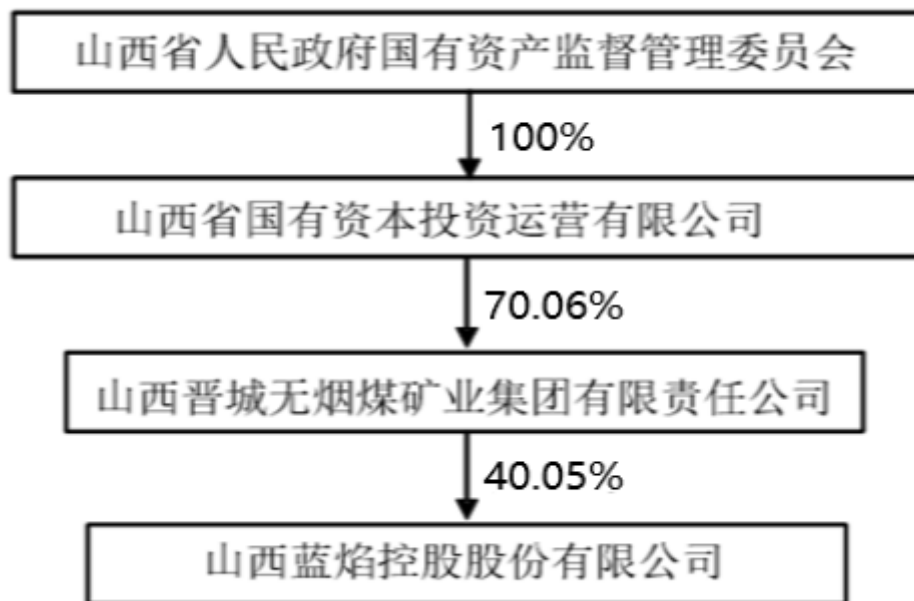 山西省人民政府国有资产监督管理委员会
100%
山西省国有资本投资运营有限公司
70.06%
山西晋城无烟煤矿业集团有限责任公司
40.05%
山西蓝焰控股股份有限公司